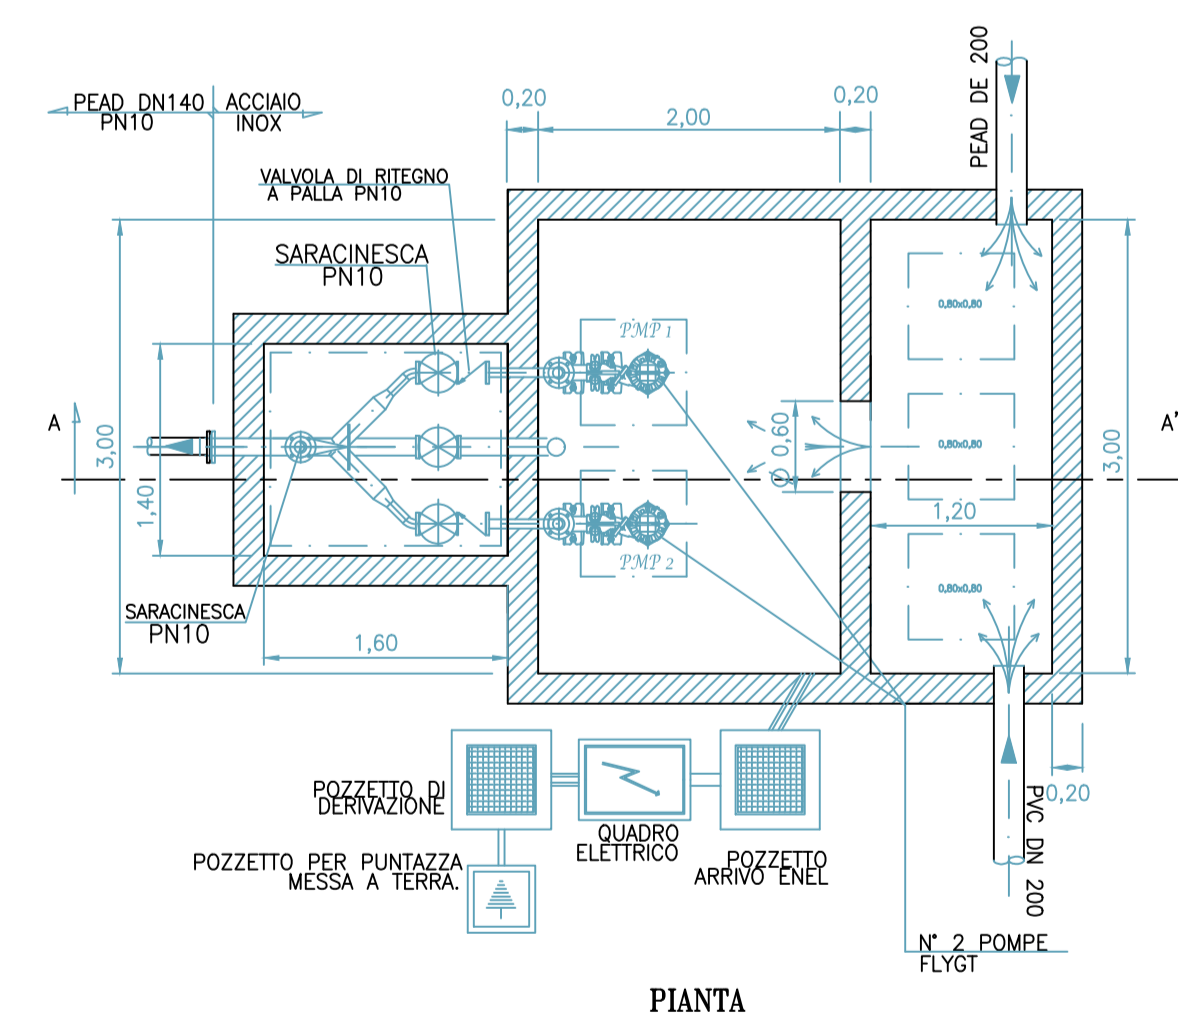 PEAD DN140
PN10
ACCIAIO
INOX
0,20
2,00
0,20
PEAD DE 200
VALVOLA DI RITEGNO
A PALLA PN10
SARACINESCA
PN10
PMP 1
0,80x0,80
A
3,00
1,40
0,60
0,80x0,80
3,00
A'
1,20
PMP 2
0,80x0,80
SARACINESCA
PN10
1,60
0,20
PVC DN 200
POZZETTO DI
DERIVAZIONE
QUADRO
ELETTRICO
POZZETTO
ARRIVO ENEL
POZZETTO PER PUNTAZZA
MESSA A TERRA.
N° 2 POMPE
FLYGT
PIANTA